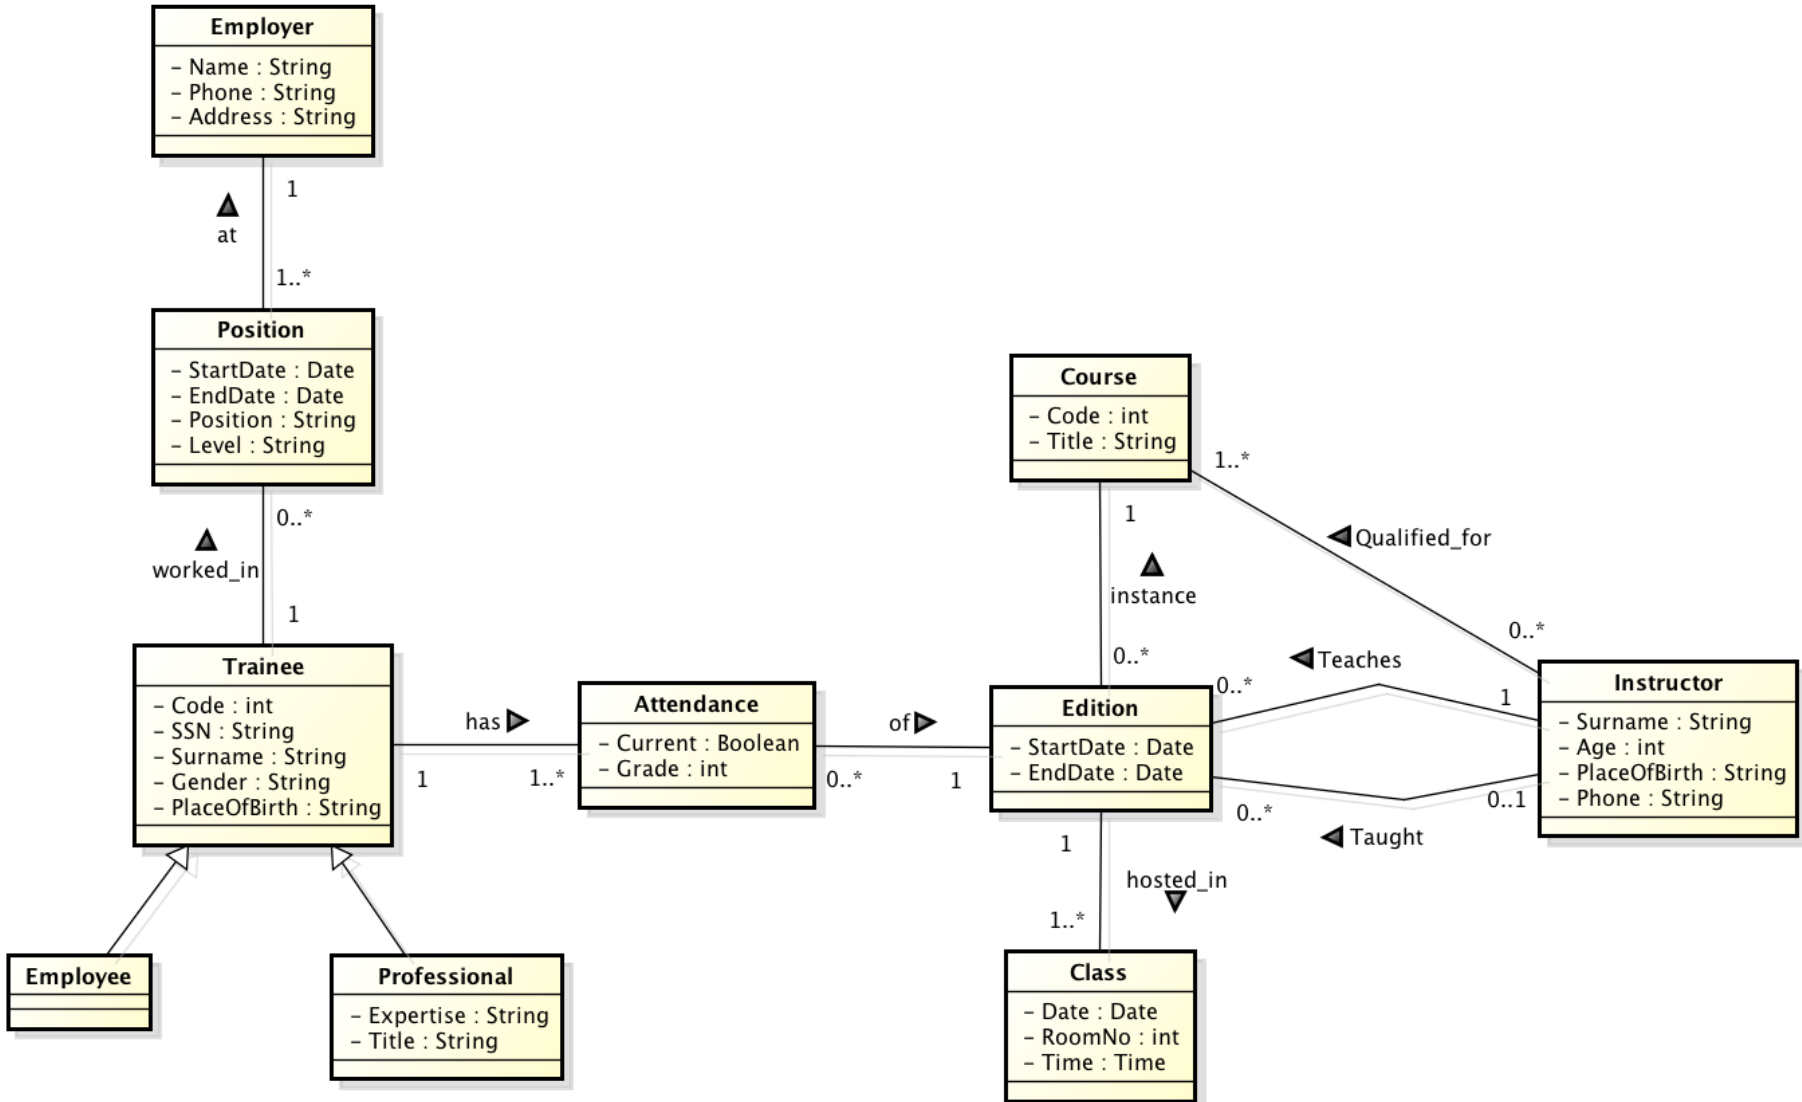 Employer
– Name : String
– Phone : String
– Address : String
1
at
1..*
Position
– StartDate : Date
– EndDate : Date
– Position : String
– Level : String
0..*
worked_in
1
Trainee
– Code : int
– SSN : String
– Surname : String
– Gender : String
– PlaceOfBirth : String
Employee
Professional
– Expertise : String
– Title : String
has
1
1..*
Attendance
– Current : Boolean
– Grade : int
of
0..*
1
Course
– Code : int
– Title : String
1..*
Qualified_for
0..*
1
instance
0..*
Edition
– StartDate : Date
– EndDate : Date
0..*
Teaches
1
0..*
Taught
0..1
Instructor
– Surname : String
– Age : int
– PlaceOfBirth : String
– Phone : String
1
hosted_in
1..*
Class
– Date : Date
– RoomNo : int
– Time : Time